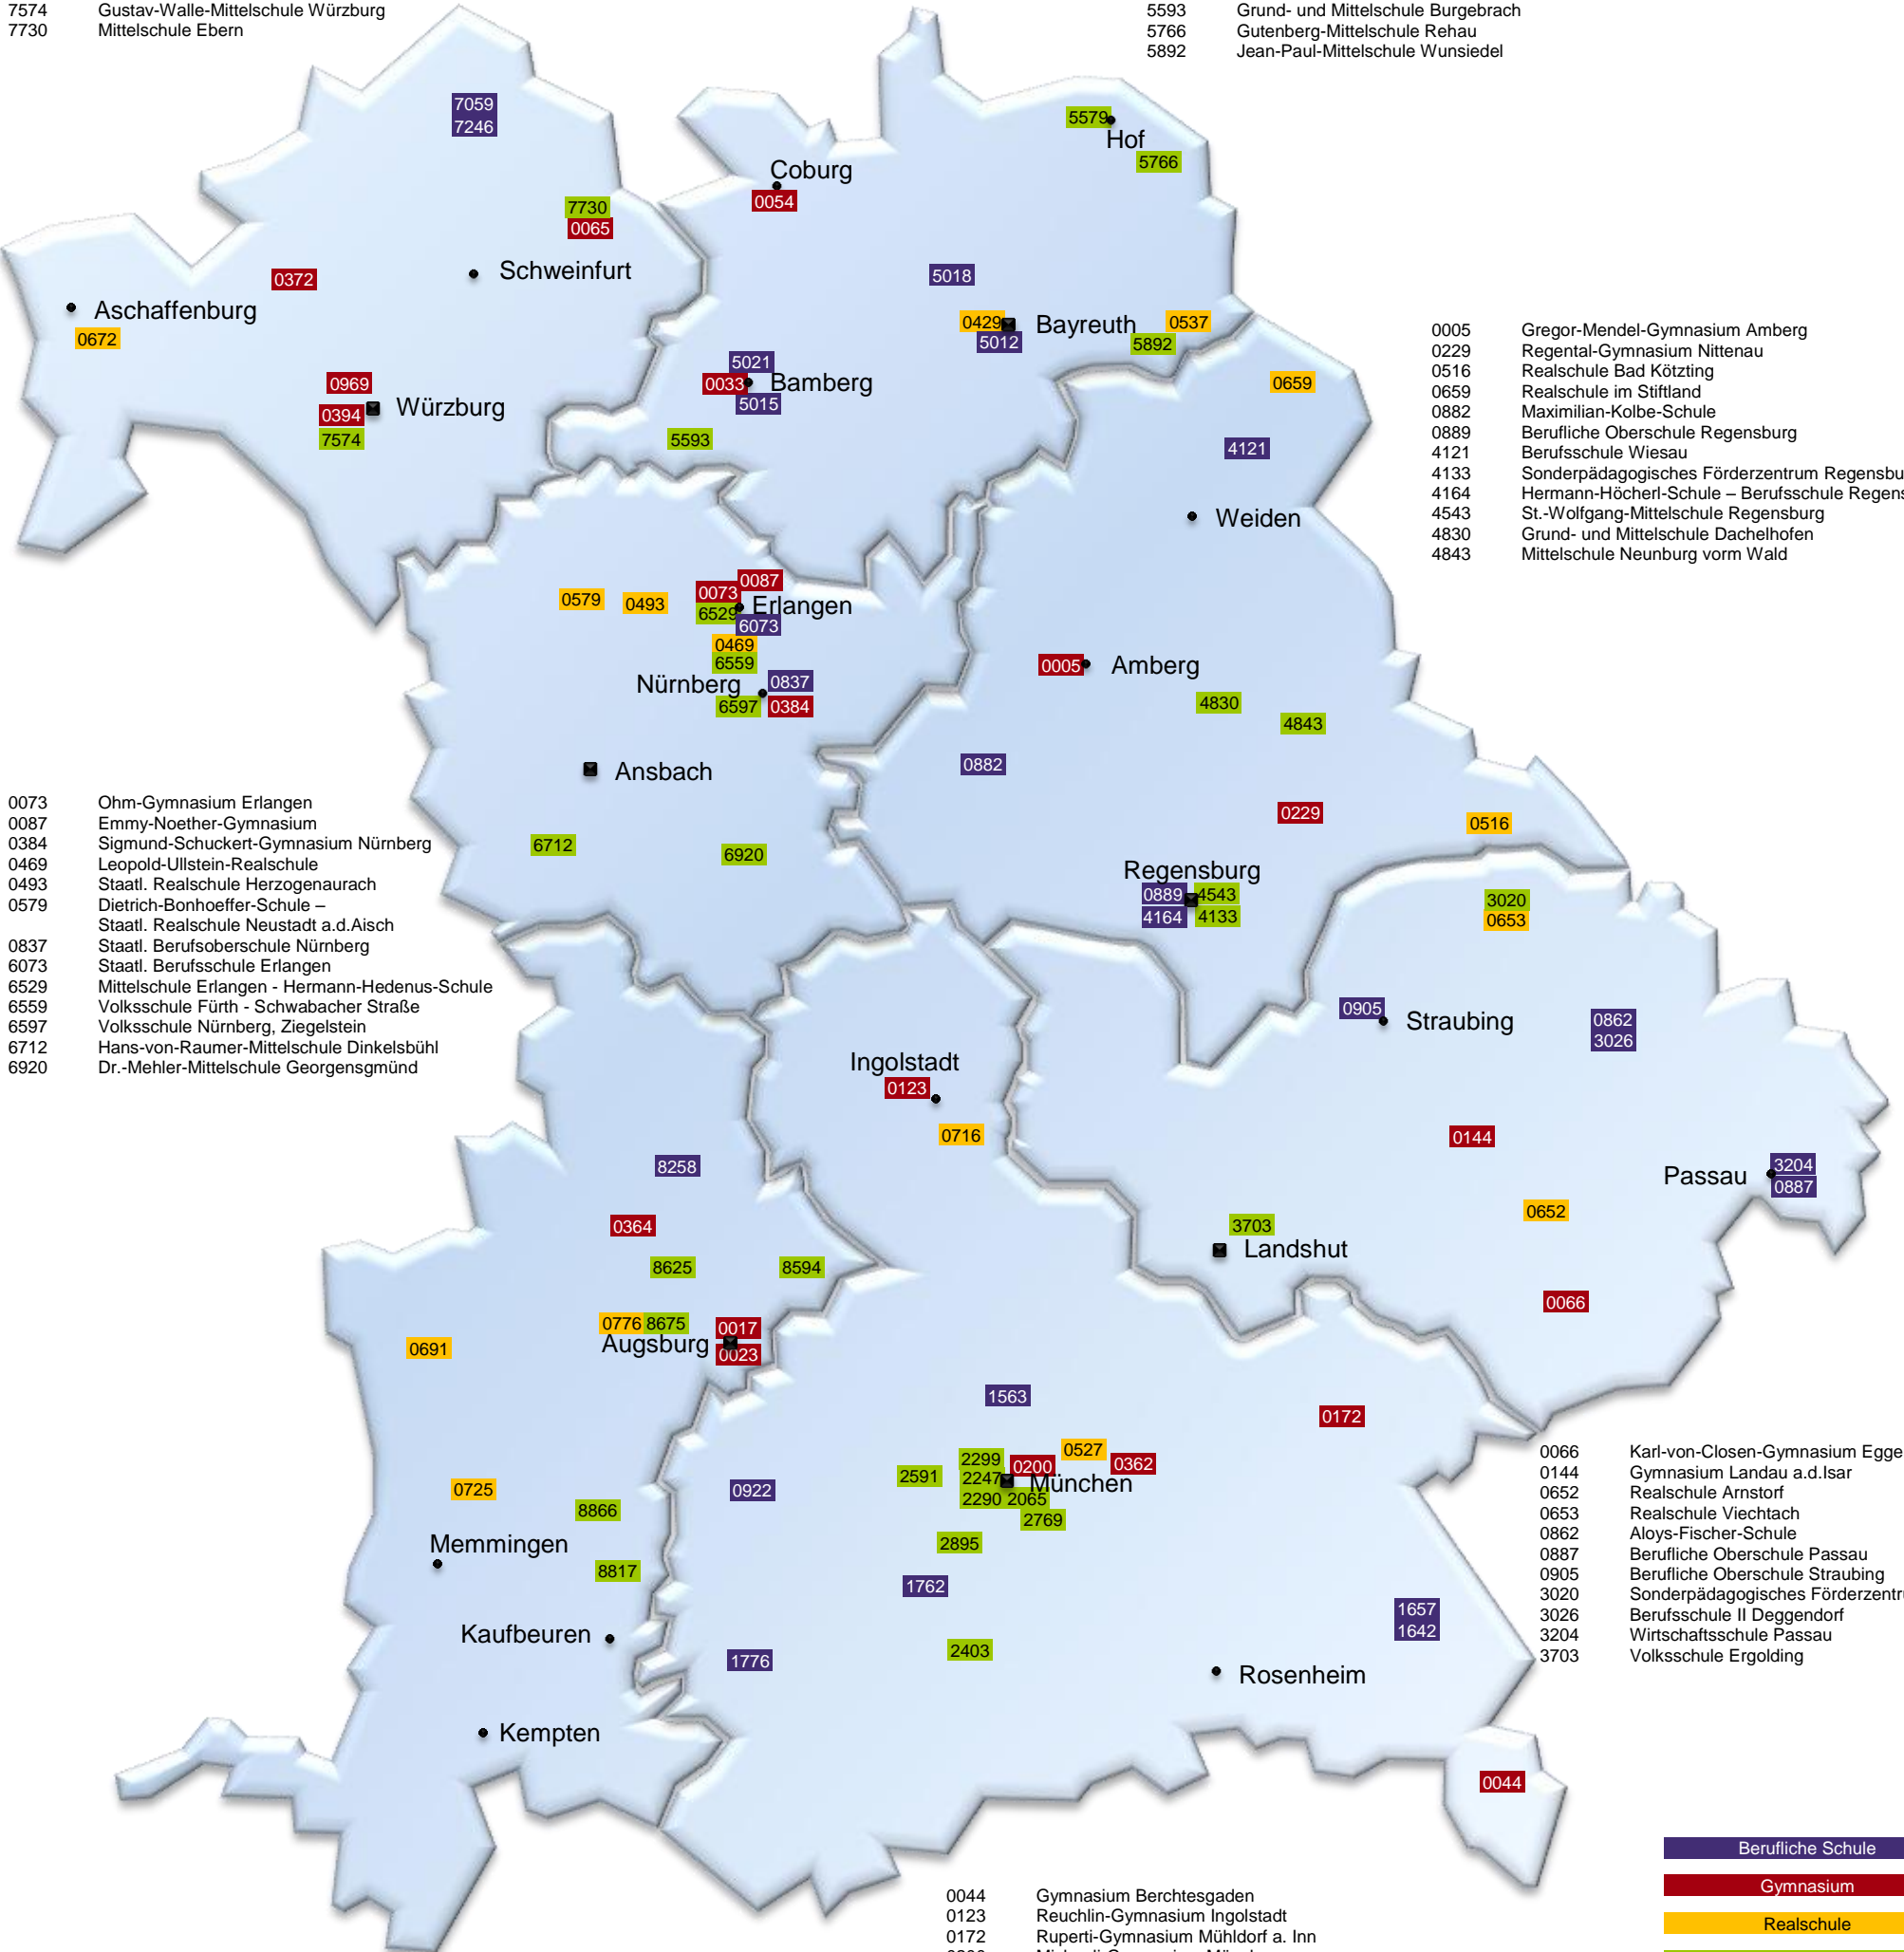 7574 Gustav-Walle-Mittelschule Würzburg
7730 Mittelschule Ebern
5593 Grund- und Mittelschule Burgebrach
5766 Gutenberg-Mittelschule Rehau
5892 Jean-Paul-Mittelschule Wunsiedel
7059
7246
5579
Hof
5766
Coburg
0054
7730
0065
0372
Schweinfurt
5018
Aschaffenburg
0672
0429
Bayreuth
0537
5012
5892
5021
0033
Bamberg
5015
0969
0394
Würzburg
7574
5593
0659
4121
Weiden
0005 Gregor-Mendel-Gymnasium Amberg
0229 Regental-Gymnasium Nittenau
0516 Realschule Bad Kötzting
0659 Realschule im Stiftland
0882 Maximilian-Kolbe-Schule
0889 Berufliche Oberschule Regensburg
4121 Berufsschule Wiesau
4133 Sonderpädagogisches Förderzentrum Regensbu
4164 Hermann-Höcherl-Schule – Berufsschule Regens
4543 St.-Wolfgang-Mittelschule Regensburg
4830 Grund- und Mittelschule Dachelhofen
4843 Mittelschule Neunburg vorm Wald
0579
0493
0087
0073
Erlangen
6529
6073
0469
6559
Nürnberg
0837
6597
0384
0005
Amberg
4830
4843
Ansbach
0882
0229
0516
6712
6920
Regensburg
0889
4543
4164
4133
0073 Ohm-Gymnasium Erlangen
0087 Emmy-Noether-Gymnasium
0384 Sigmund-Schuckert-Gymnasium Nürnberg
0469 Leopold-Ullstein-Realschule
0493 Staatl. Realschule Herzogenaurach
0579 Dietrich-Bonhoeffer-Schule –
Staatl. Realschule Neustadt a.d.Aisch
0837 Staatl. Berufsoberschule Nürnberg
6073 Staatl. Berufsschule Erlangen
6529 Mittelschule Erlangen - Hermann-Hedenus-Schule
6559 Volksschule Fürth - Schwabacher Straße
6597 Volksschule Nürnberg, Ziegelstein
6712 Hans-von-Raumer-Mittelschule Dinkelsbühl
6920 Dr.-Mehler-Mittelschule Georgensgmünd
3020
0653
0905
Straubing
0862
3026
Ingolstadt
0123
0716
0144
Passau
3204
0887
8258
0364
0652
3703
Landshut
8625
8594
0066
0776
8675
0017
Augsburg
0023
0691
1563
0172
0527
2299
0200
0362
2591
2247
München
2290
2065
2769
0922
0725
8866
2895
Memmingen
8817
1762
1657
1642
Kaufbeuren
1776
2403
Rosenheim
Kempten
0044
0066 Karl-von-Closen-Gymnasium Egge
0144 Gymnasium Landau a.d.Isar
0652 Realschule Arnstorf
0653 Realschule Viechtach
0862 Aloys-Fischer-Schule
0887 Berufliche Oberschule Passau
0905 Berufliche Oberschule Straubing
3020 Sonderpädagogisches Förderzentr
3026 Berufsschule II Deggendorf
3204 Wirtschaftsschule Passau
3703 Volksschule Ergolding
Berufliche Schule
Gymnasium
Realschule
0044 Gymnasium Berchtesgaden
0123 Reuchlin-Gymnasium Ingolstadt
0172 Ruperti-Gymnasium Mühldorf a. Inn